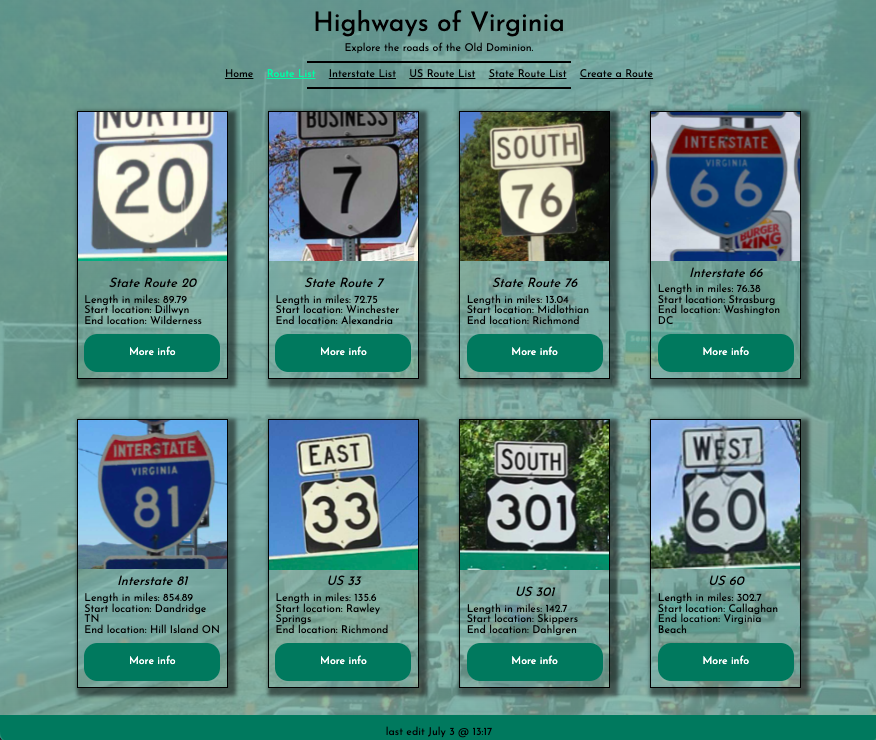 Highways of Virginia
Explore the roads of the Old Dominion.
Home Route List Interstate List US Route List State Route List Create a Route
NORTH
20
State Route 20
Length in miles: 89.79
Start location: Dillwyn
End location: Wilderness
More info
BUSINESS
7
State Route 7
Length in miles: 72.75
Start location: Winchester
End location: Alexandria
More info
SOUTH
76
State Route 76
Length in miles: 13.04
Start location: Midlothian
End location: Richmond
More info
INTERSTATE
VIRGINIA
66
BURGER
KING
Interstate 66
Length in miles: 76.38
Start location: Strasburg
End location: Washington
DC
More info
INTERSTATE
VIRGINIA
81
Interstate 81
Length in miles: 854.89
Start location: Dandridge
TN
End location: Hill Island ON
More info
EAST
33
US 33
Length in miles: 135.6
Start location: Rawley
Springs
End location: Richmond
More info
SOUTH
301
US 301
Length in miles: 142.7
Start location: Skippers
End location: Dahlgren
More info
WEST
60
US 60
Length in miles: 302.7
Start location: Callaghan
End location: Virginia
Beach
More info
last edit July 3 @ 13:17